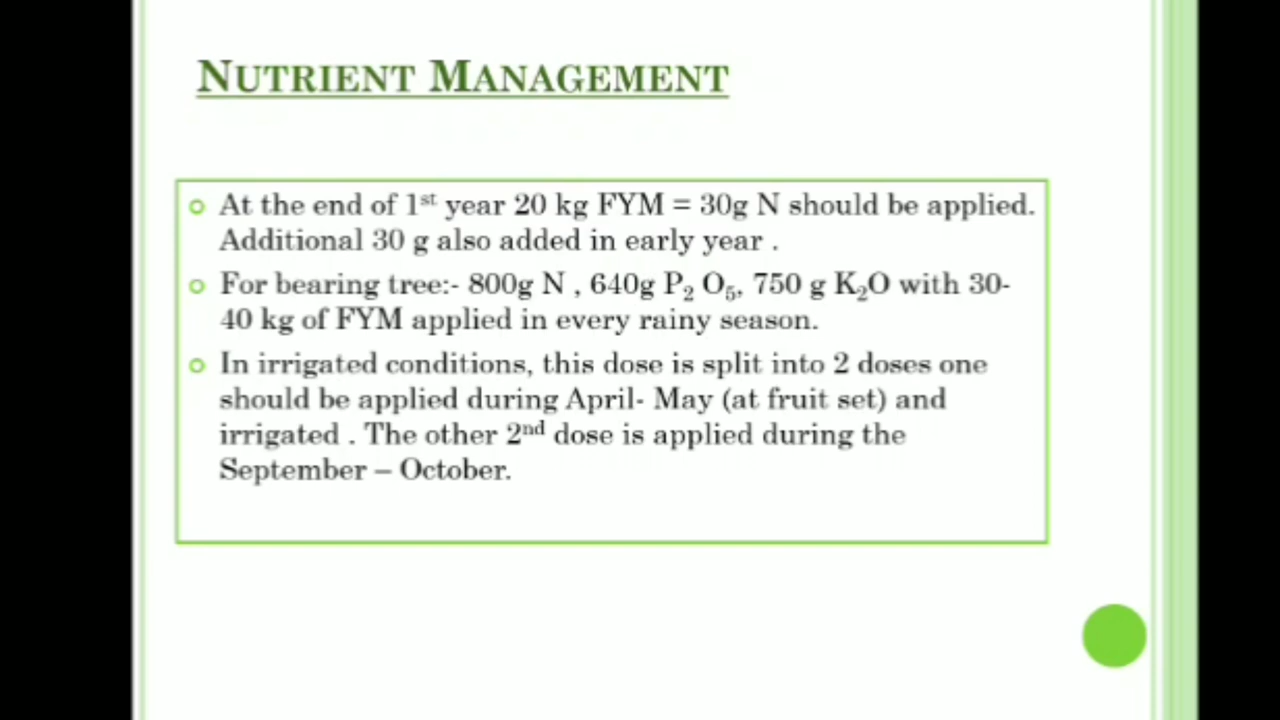 NUTRIENT MANAGEMENT
At the end of 1st year 20 kg FYM = 30g N should be applied.
Additional 30 g also added in early year .
For bearing tree:- 800g N , 640g P2 O5, 750 g K2O with 30-
40 kg of FYM applied in every rainy season.
In irrigated conditions, this dose is split into 2 doses one
should be applied during April- May (at fruit set) and
irrigated . The other 2nd dose is applied during the
September – October.